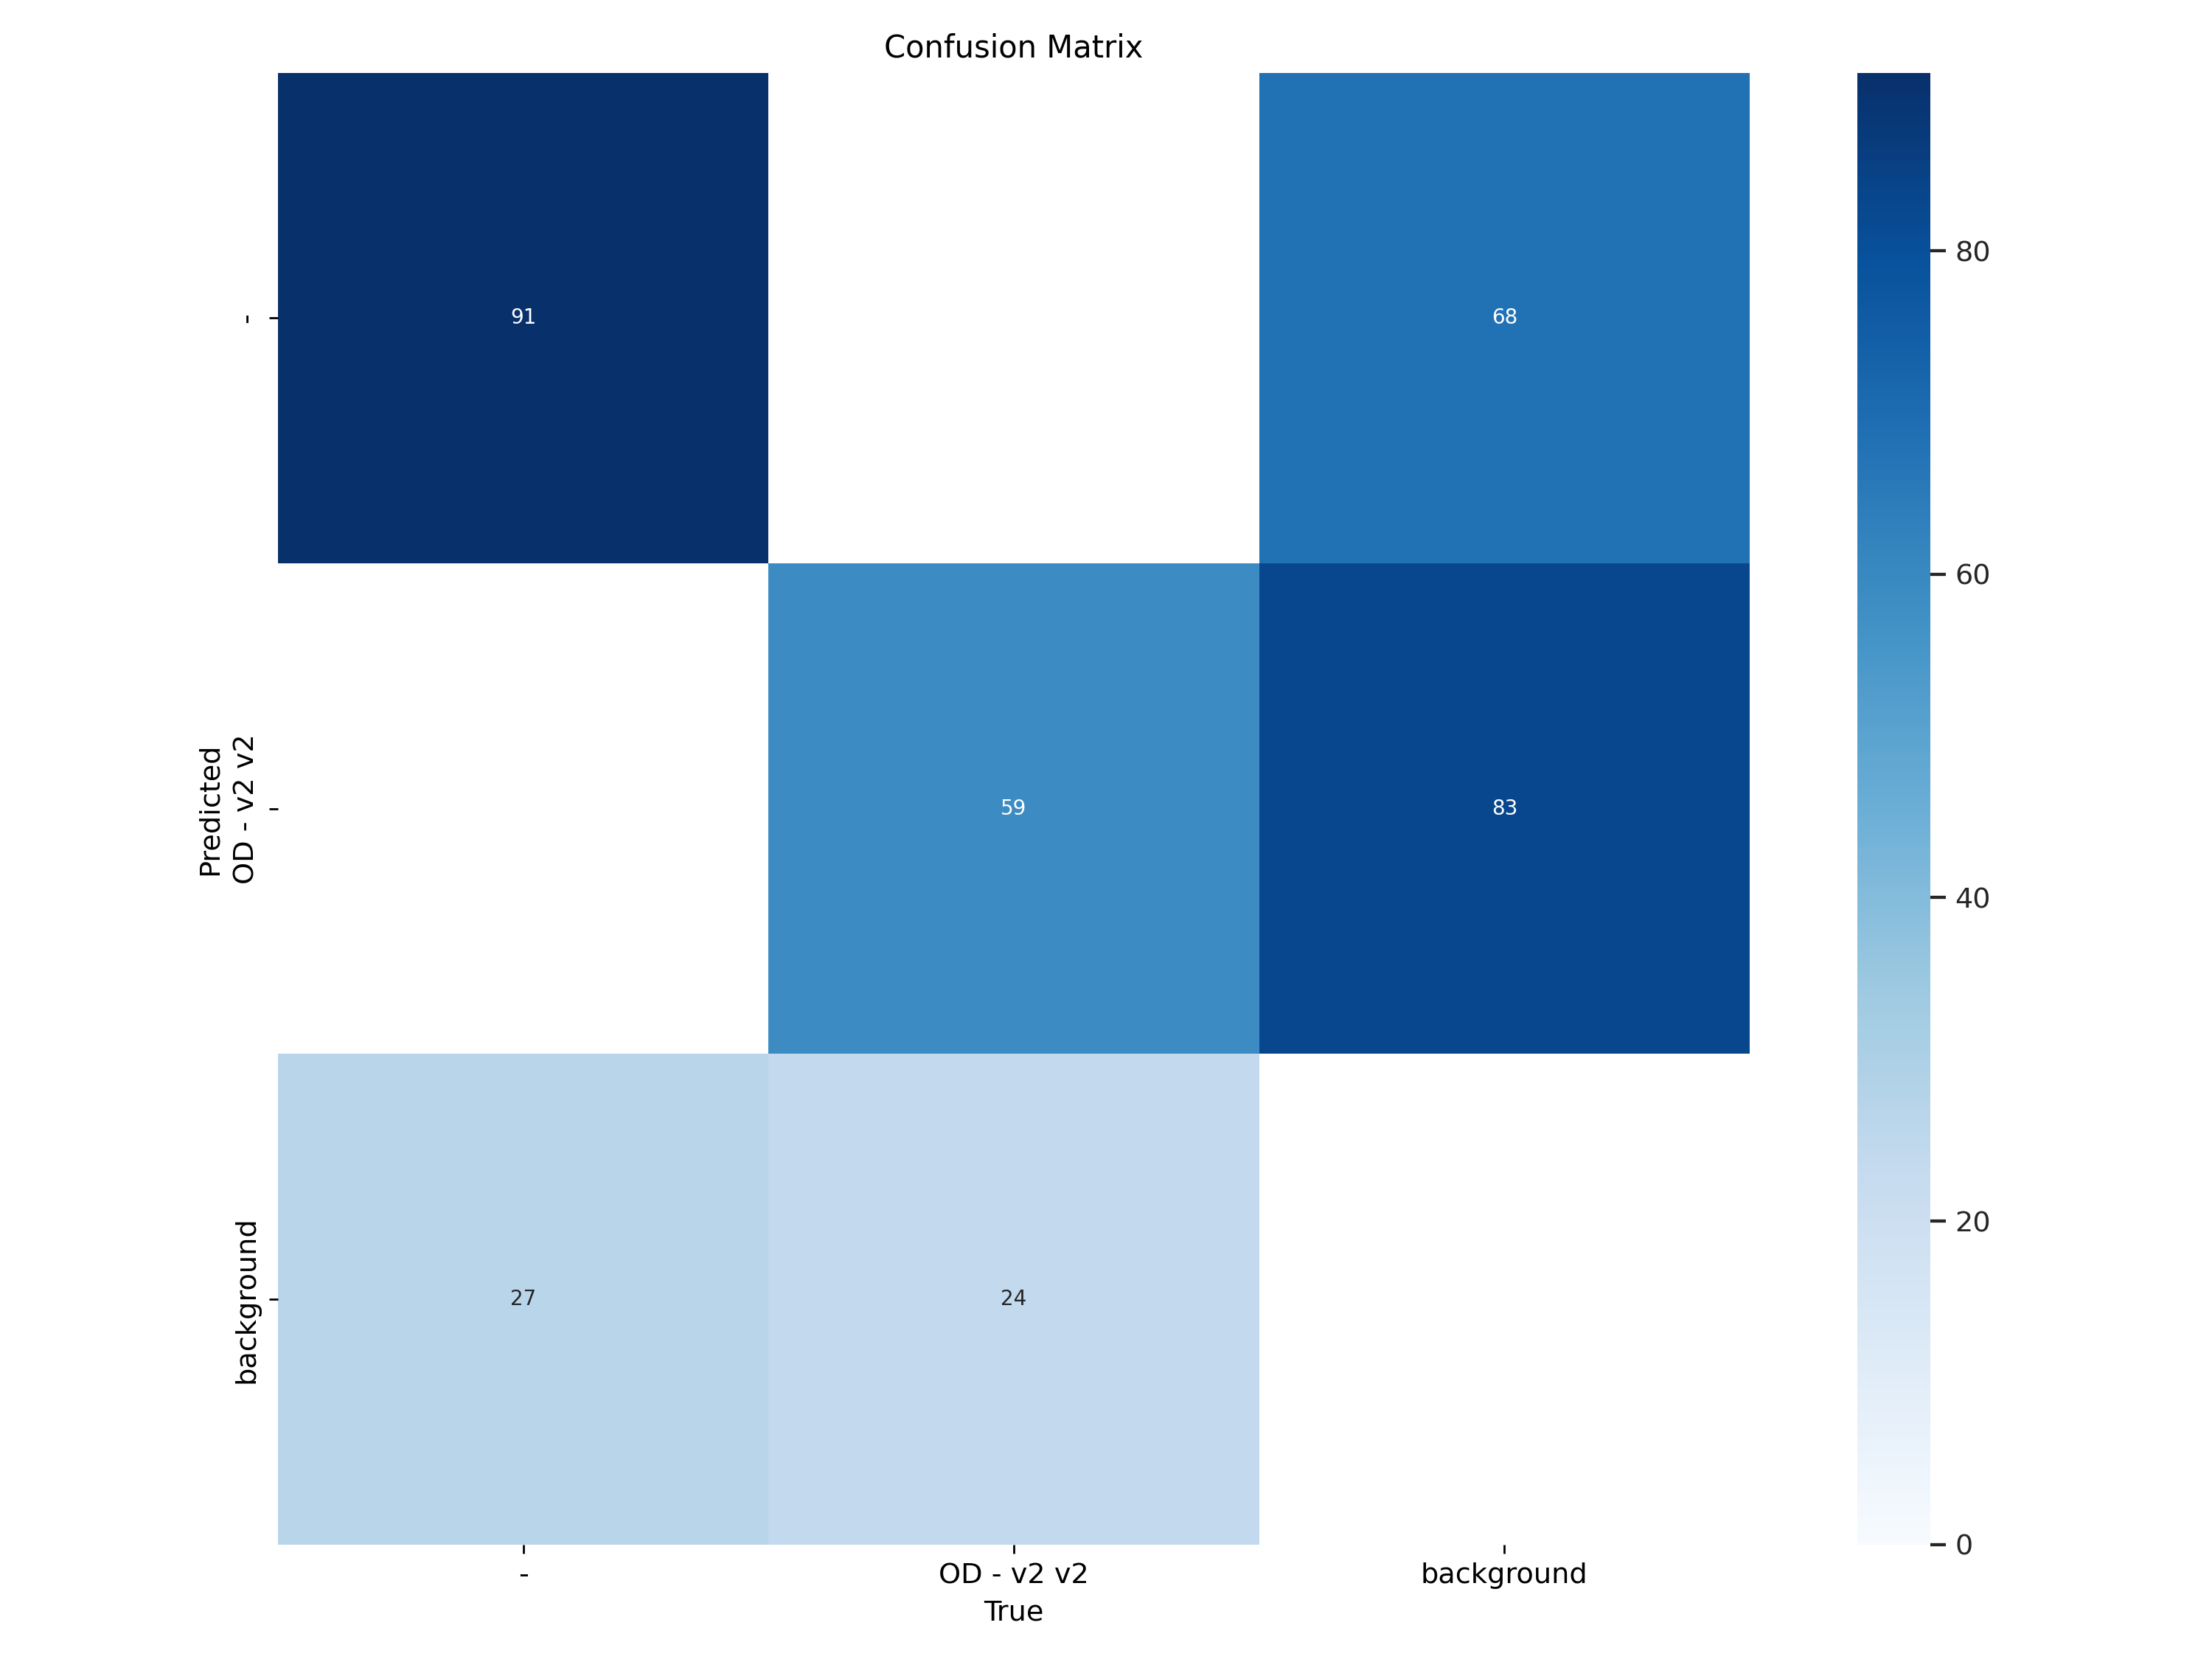 Confusion Matrix
-
91
68
80
60
Predicted
OD - v2 v2
59
83
40
background
27
24
20
0
-
OD - v2 v2
background
True